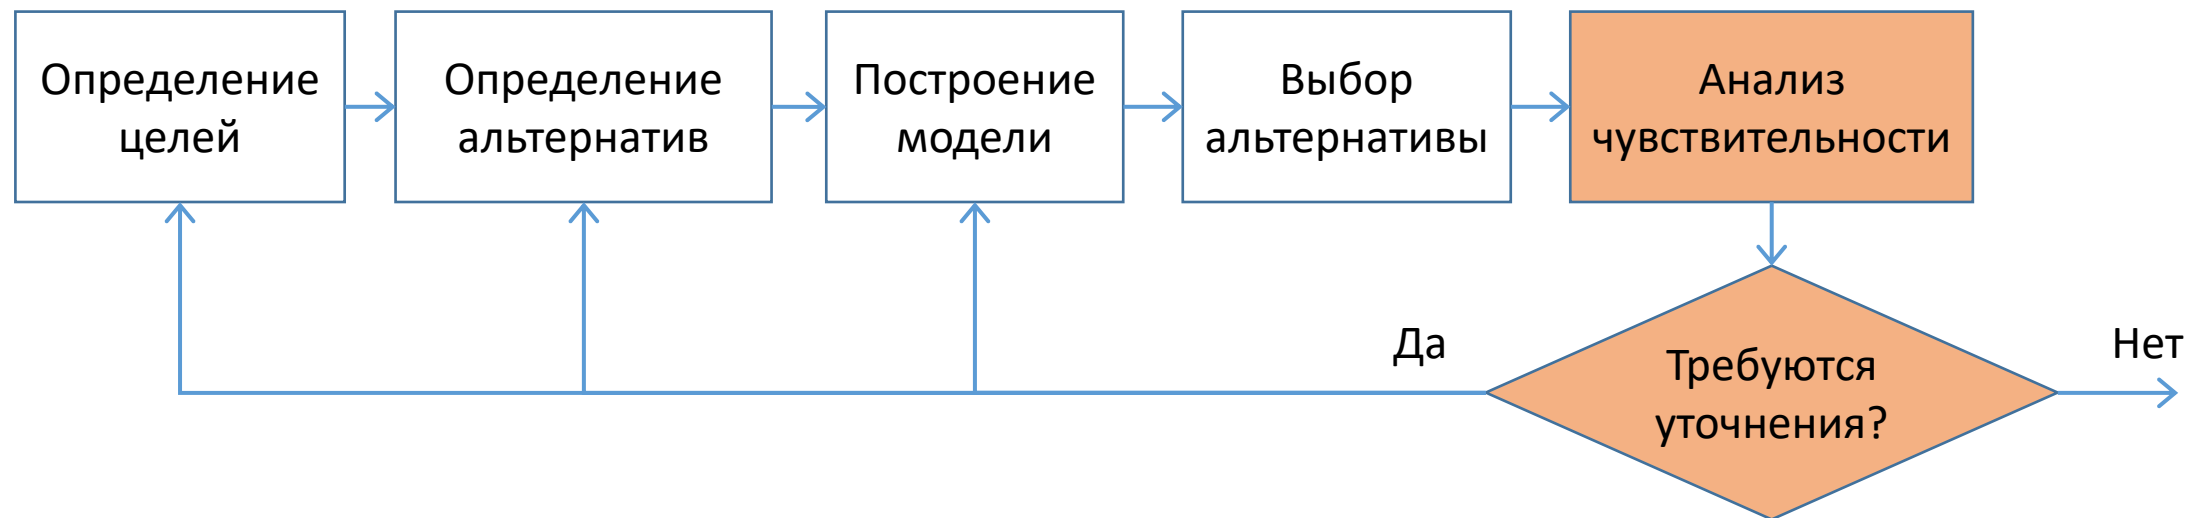 Определение
целей
Определение
альтернатив
Построение
модели
Выбор
альтернативы
Анализ
чувствительности
Да
Требуются
уточнения?
Нет